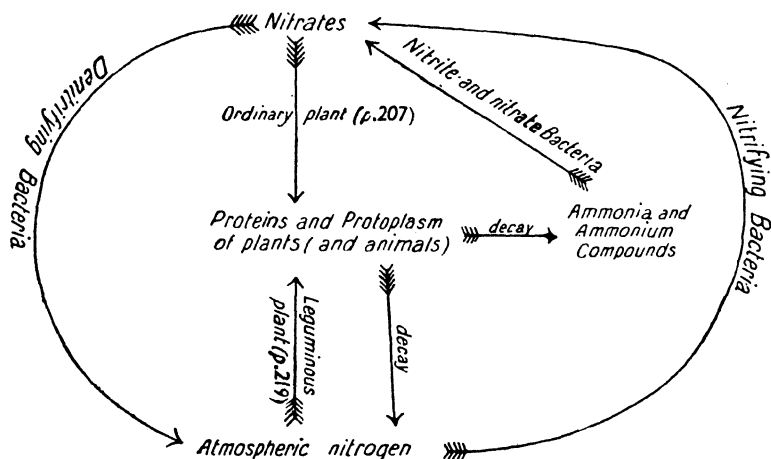 Nitrates
Denitrifying
Bacteria
Nitrite and nitrate Bacteria
Nitrifying Bacteria
Ordinary plant (p.207)
Proteins and Protoplasm
of plants (and animals)
decay
Ammonia and
Ammonium
Compounds
Leguminous
plant (p.219)
decay
Atmospheric nitrogen